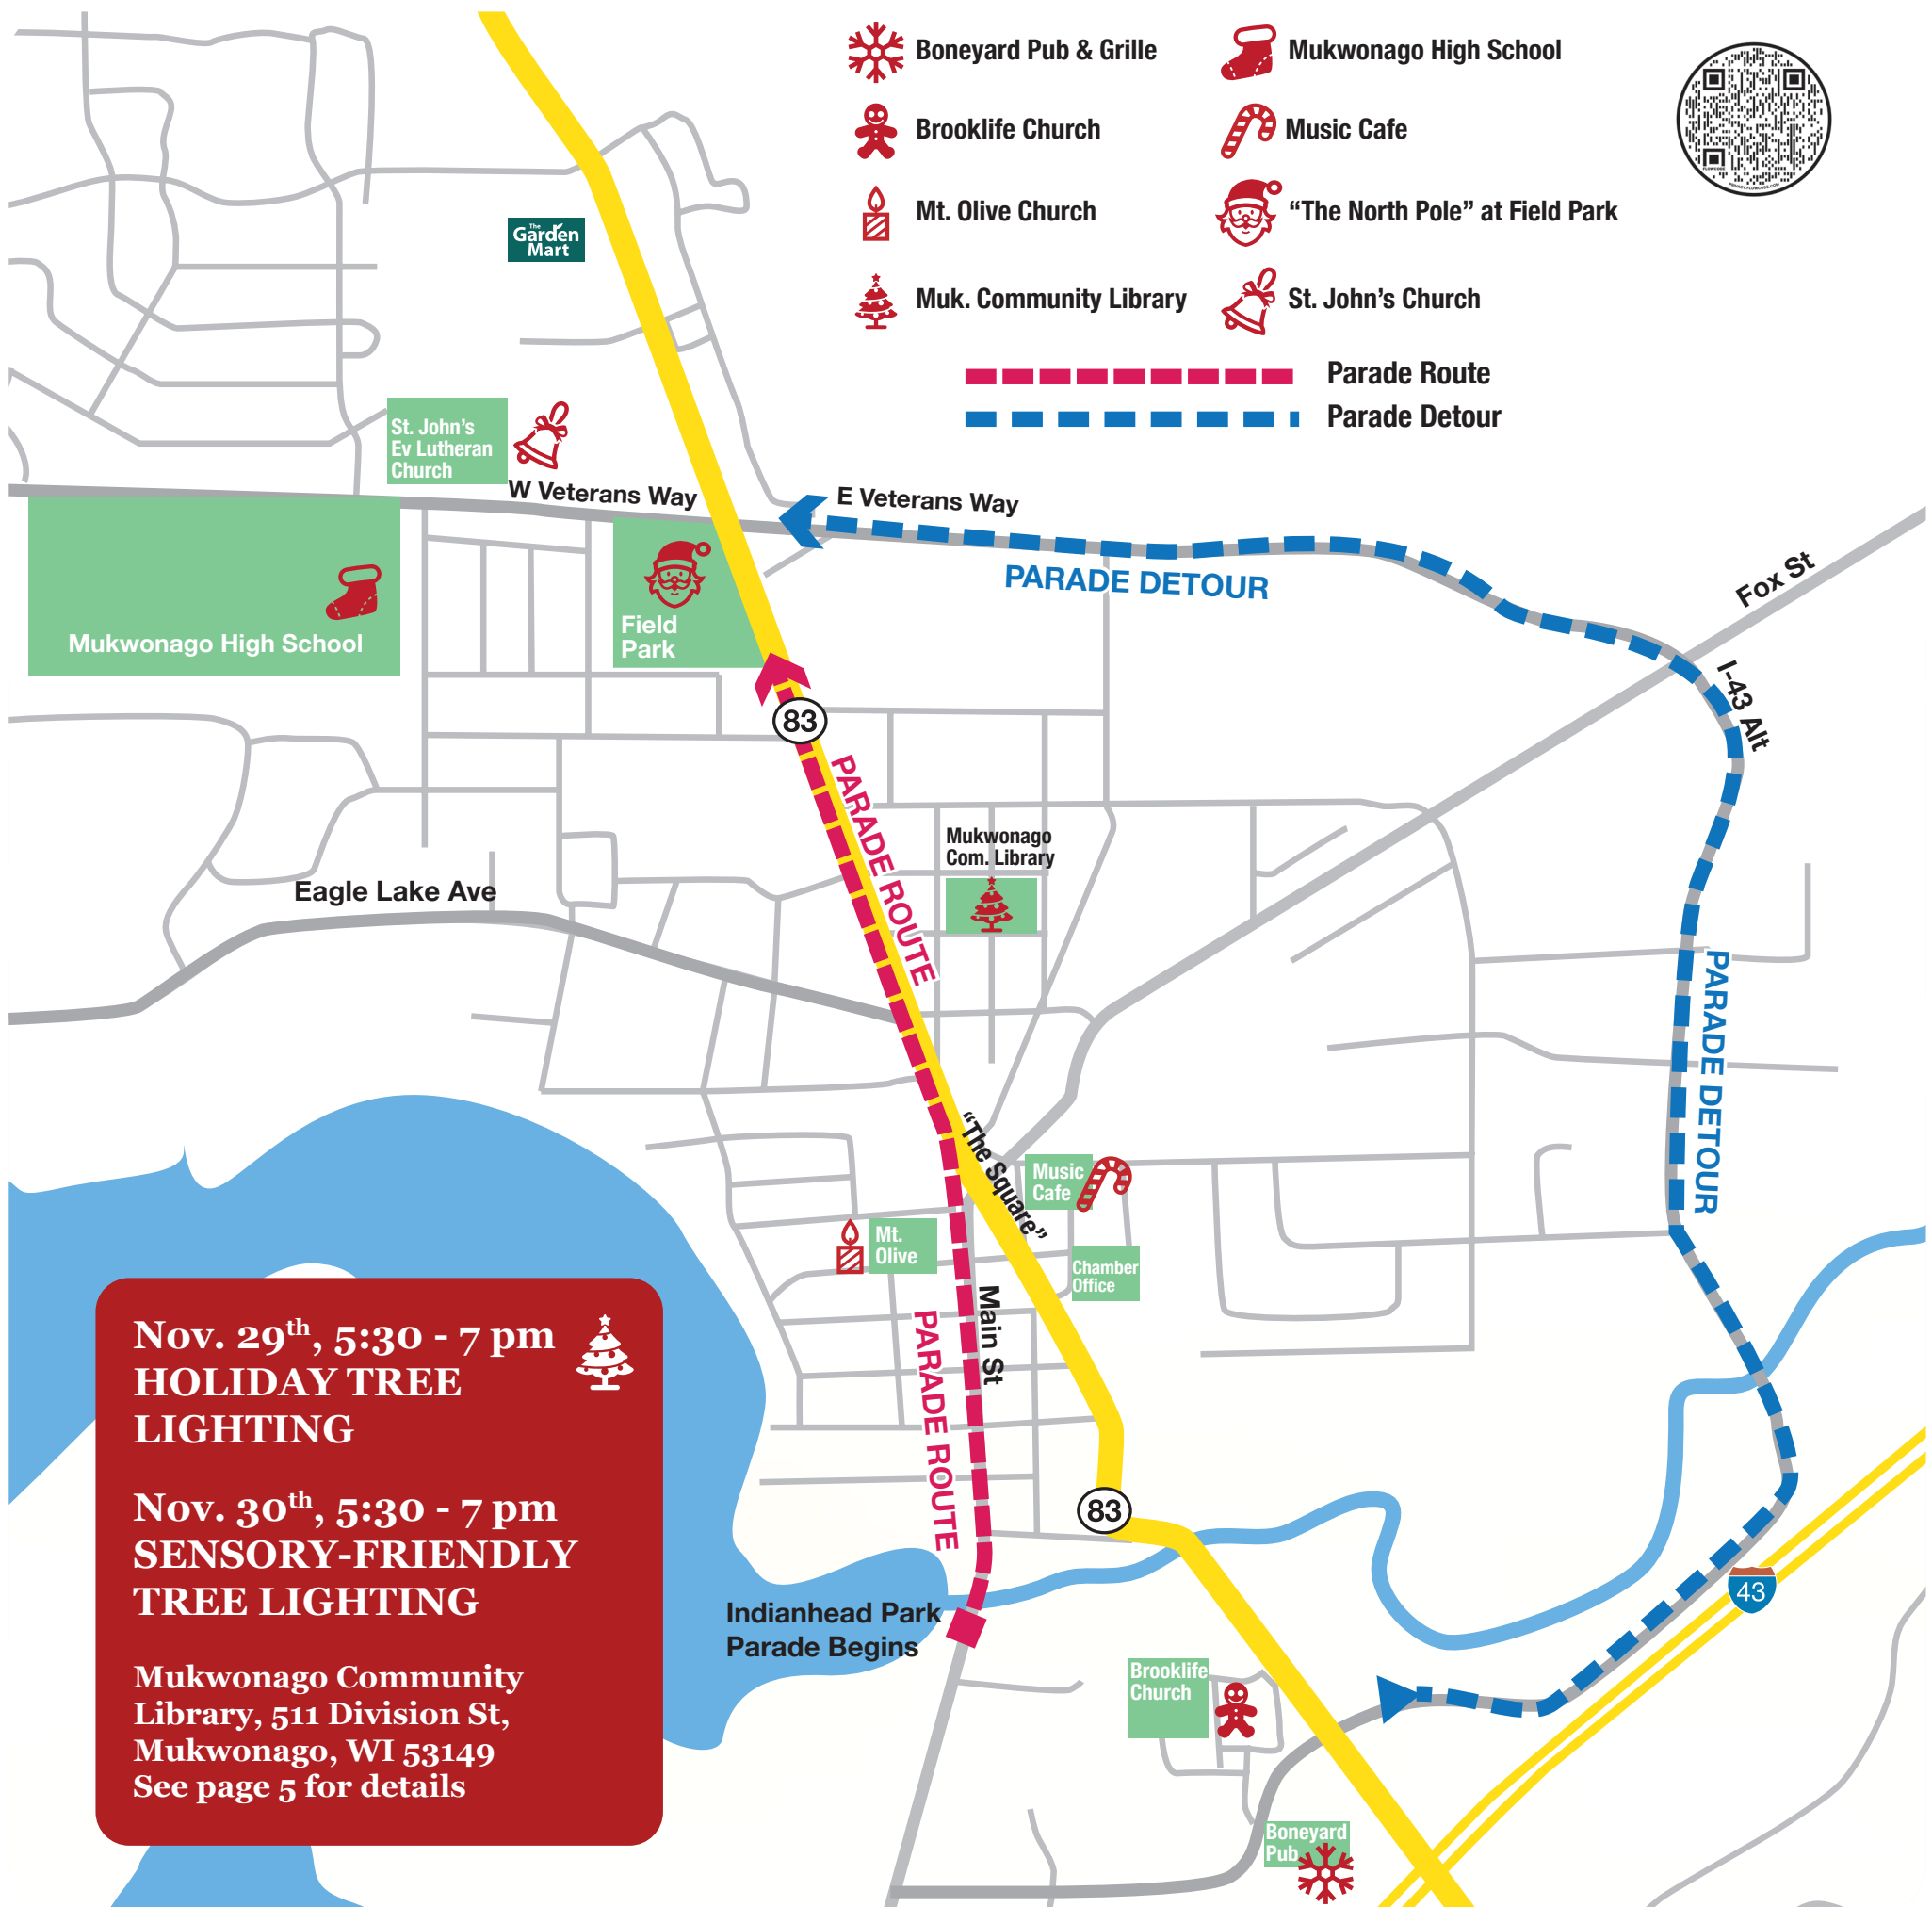 Boneyard Pub & Grille
Mukwonago High School
Brooklife Church
Music Cafe
Mt. Olive Church
“The North Pole” at Field Park
Muk. Community Library
St. John’s Church
Parade Route
Parade Detour
The
Garden
Mart
St. John’s
Ev Lutheran
Church
W Veterans Way
E Veterans Way
PARADE DETOUR
Fox St
I-43 Alt
Mukwonago High School
Field
Park
83
PARADE ROUTE
Mukwonago
Com. Library
Eagle Lake Ave
PARADE DETOUR
“The Square”
Music
Cafe
Mt.
Olive
Chamber
Office
Main St
PARADE ROUTE
83
43
Indianhead Park
Parade Begins
Brooklife
Church
Boneyard
Pub
Nov. 29th, 5:30 - 7 pm
HOLIDAY TREE
LIGHTING
Nov. 30th, 5:30 - 7 pm
SENSORY-FRIENDLY
TREE LIGHTING
Mukwonago Community
Library, 511 Division St,
Mukwonago, WI 53149
See page 5 for details